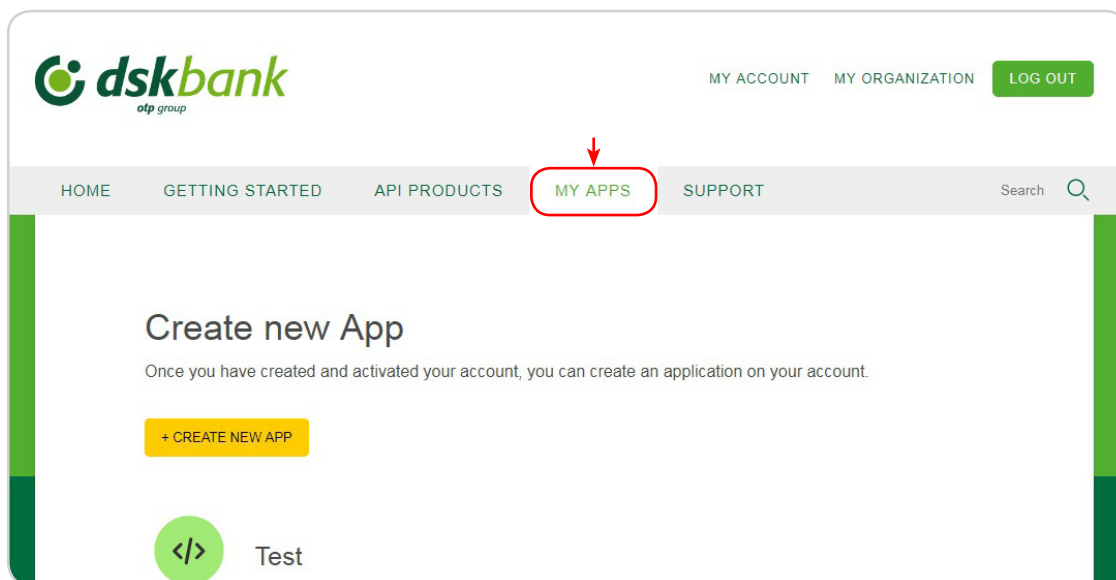 dskbank
otp group
MY ACCOUNT MY ORGANIZATION LOG OUT
HOME GETTING STARTED API PRODUCTS MY APPS SUPPORT Search
Create new App
Once you have created and activated your account, you can create an application on your account.
+ CREATE NEW APP
</> Test